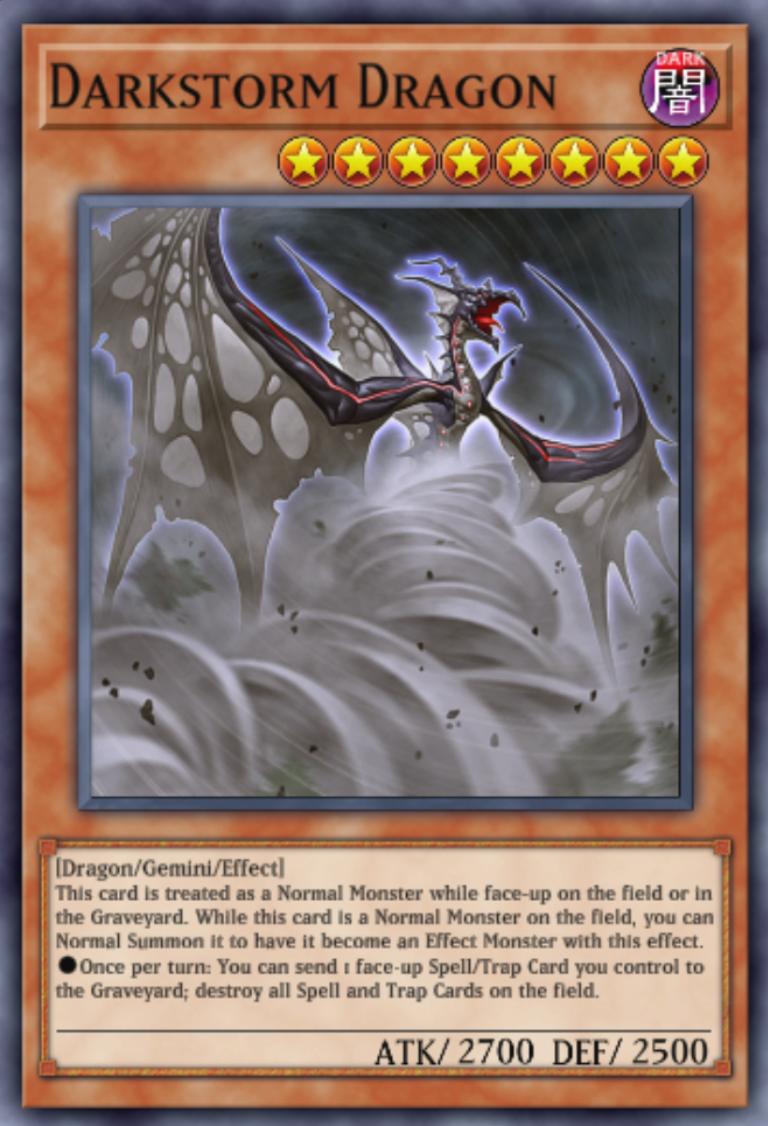 DARKSTORM DRAGON
DARK
闇
[Dragon/Gemini/Effect]
This card is treated as a Normal Monster while face-up on the field or in
the Graveyard. While this card is a Normal Monster on the field, you can
Normal Summon it to have it become an Effect Monster with this effect.
●Once per turn: You can send 1 face-up Spell/Trap Card you control to
the Graveyard; destroy all Spell and Trap Cards on the field.
ATK/ 2700 DEF/ 2500